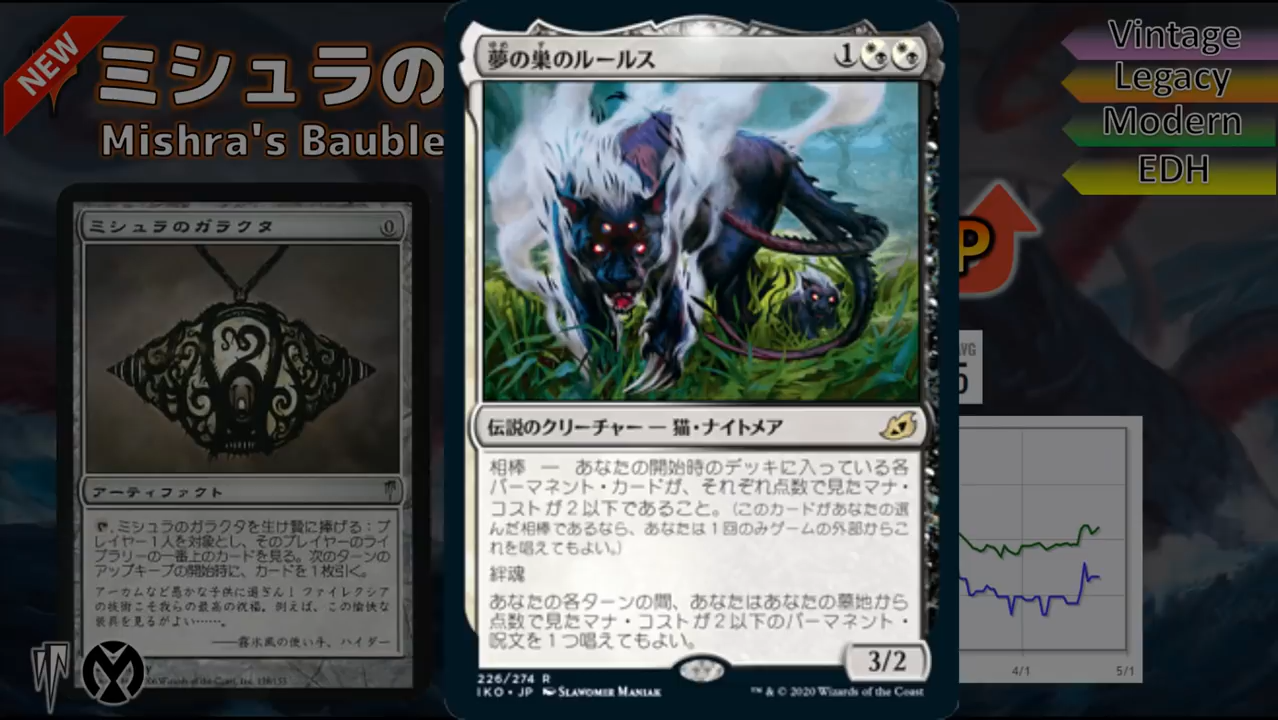 NEW
ミシュラの
Mishra's Bauble
ミシュラのガラクタ
0
アーティファクト
、ミシュラのガラクタを生け贄に捧げる:プ
レイヤー1人を対象とし、そのプレイヤーのライ
ブラリーの一番上のカードを見る。次のターンの
アップキープの開始時に、カードを1枚引く。
アーカムなど愚かな子供に過ぎん! ファイレクシア
の技術こそ我らの最高の祝福。例えば、この愉快な
装具を見るがよい……。
――霧氷風の使い手、ハイダー
夢の巣のルールス
ゆめ
す
1
伝説のクリーチャー ― 猫・ナイトメア
相棒 ― あなたの開始時のデッキに入っている各
パーマネント・カードが、それぞれ点数で見たマナ・
コストが2以下であること。(このカードがあなたの選
んだ相棒であるなら、あなたは1回のみゲームの外部からこ
れを唱えてもよい。)
絆魂
あなたの各ターンの間、あなたはあなたの墓地から
点数で見たマナ・コストが2以下のパーマネント・
呪文を1つ唱えてもよい。
3/2
226/274 R
IKO • JP SLAWOMIR MANIAK
™ & © 2020 Wizards of the Coast
Vintage
Legacy
Modern
EDH
P
5
4/1
5/1